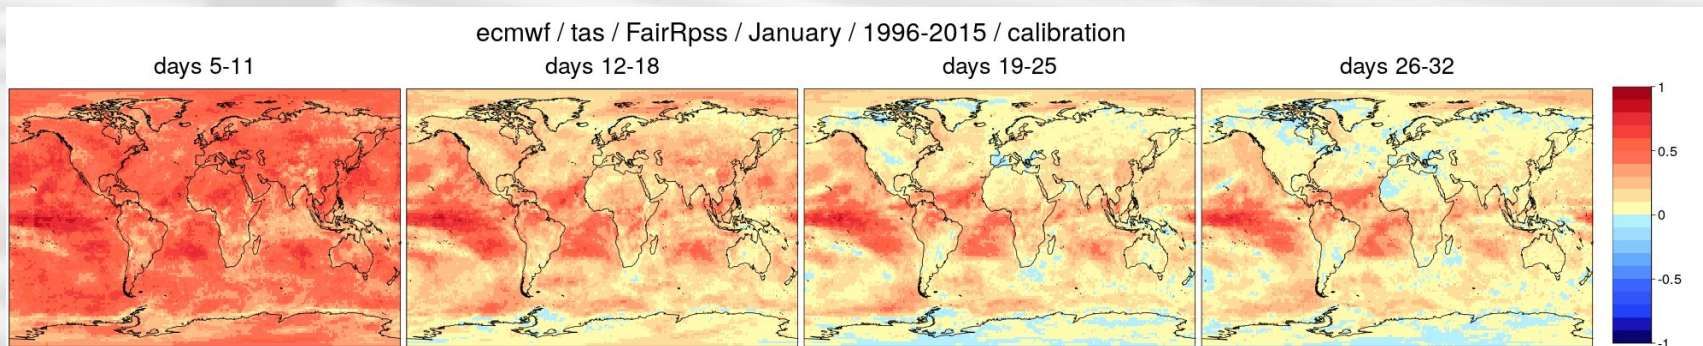 ecmwf / tas / FairRpss / January / 1996-2015 / calibration
days 5-11
days 12-18
days 19-25
days 26-32
1
0.5
0
-0.5
-1